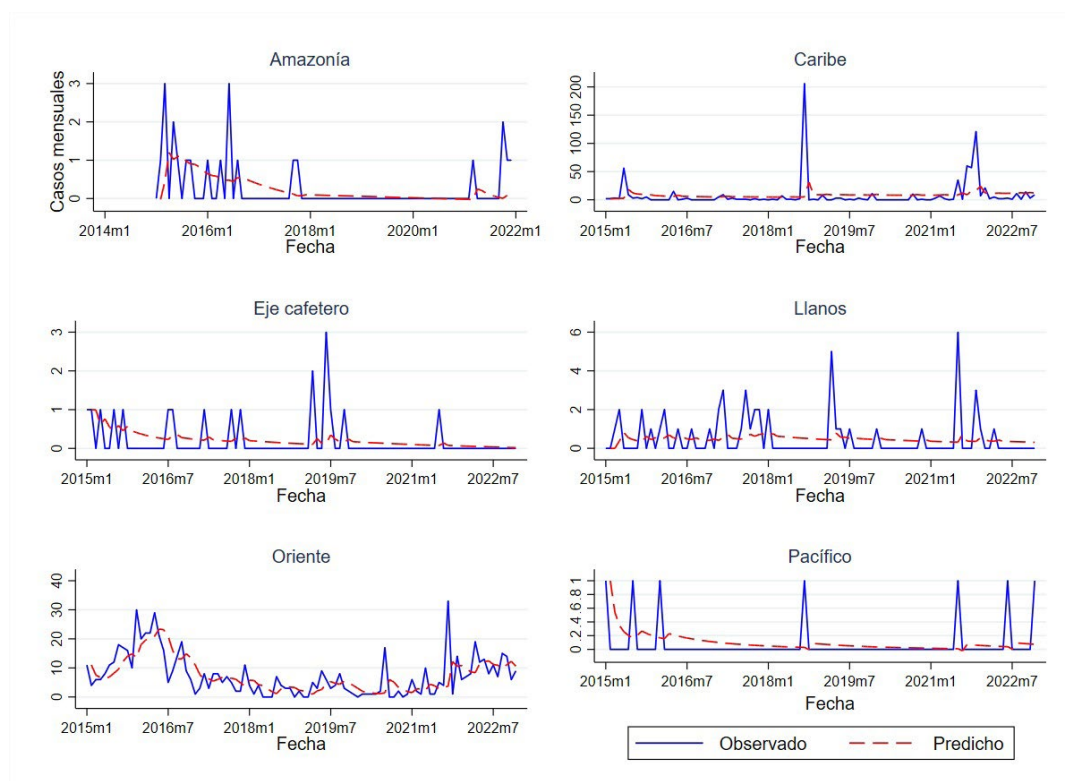 Amazonía
Casos mensuales
3
2
1
0
2014m1 2016m1 2018m1 2020m1 2022m1
Fecha
Caribe
200
150
100
50
0
2015m1 2016m7 2018m1 2019m7 2021m1 2022m7
Fecha
Eje cafetero
3
2
1
0
2015m1 2016m7 2018m1 2019m7 2021m1 2022m7
Fecha
Llanos
6
4
2
0
2015m1 2016m7 2018m1 2019m7 2021m1 2022m7
Fecha
Oriente
40
30
20
10
0
2015m1 2016m7 2018m1 2019m7 2021m1 2022m7
Fecha
Pacífico
1
.8
.6
.4
.2
0
2015m1 2016m7 2018m1 2019m7 2021m1 2022m7
Fecha
Observado Predicho